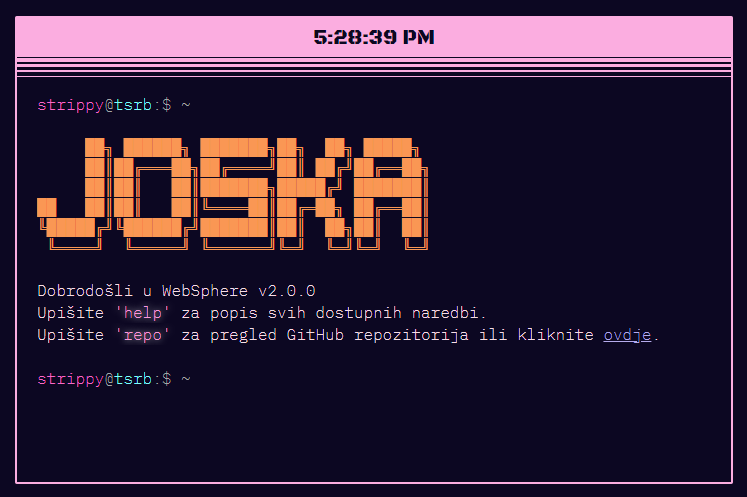 5:28:39 PM
strippy@tsrb:$ ~
JOSKA
Dobrodošli u WebSphere v2.0.0
Upišite 'help' za popis svih dostupnih naredbi.
Upišite 'repo' za pregled GitHub repozitorija ili kliknite ovdje.
strippy@tsrb:$ ~